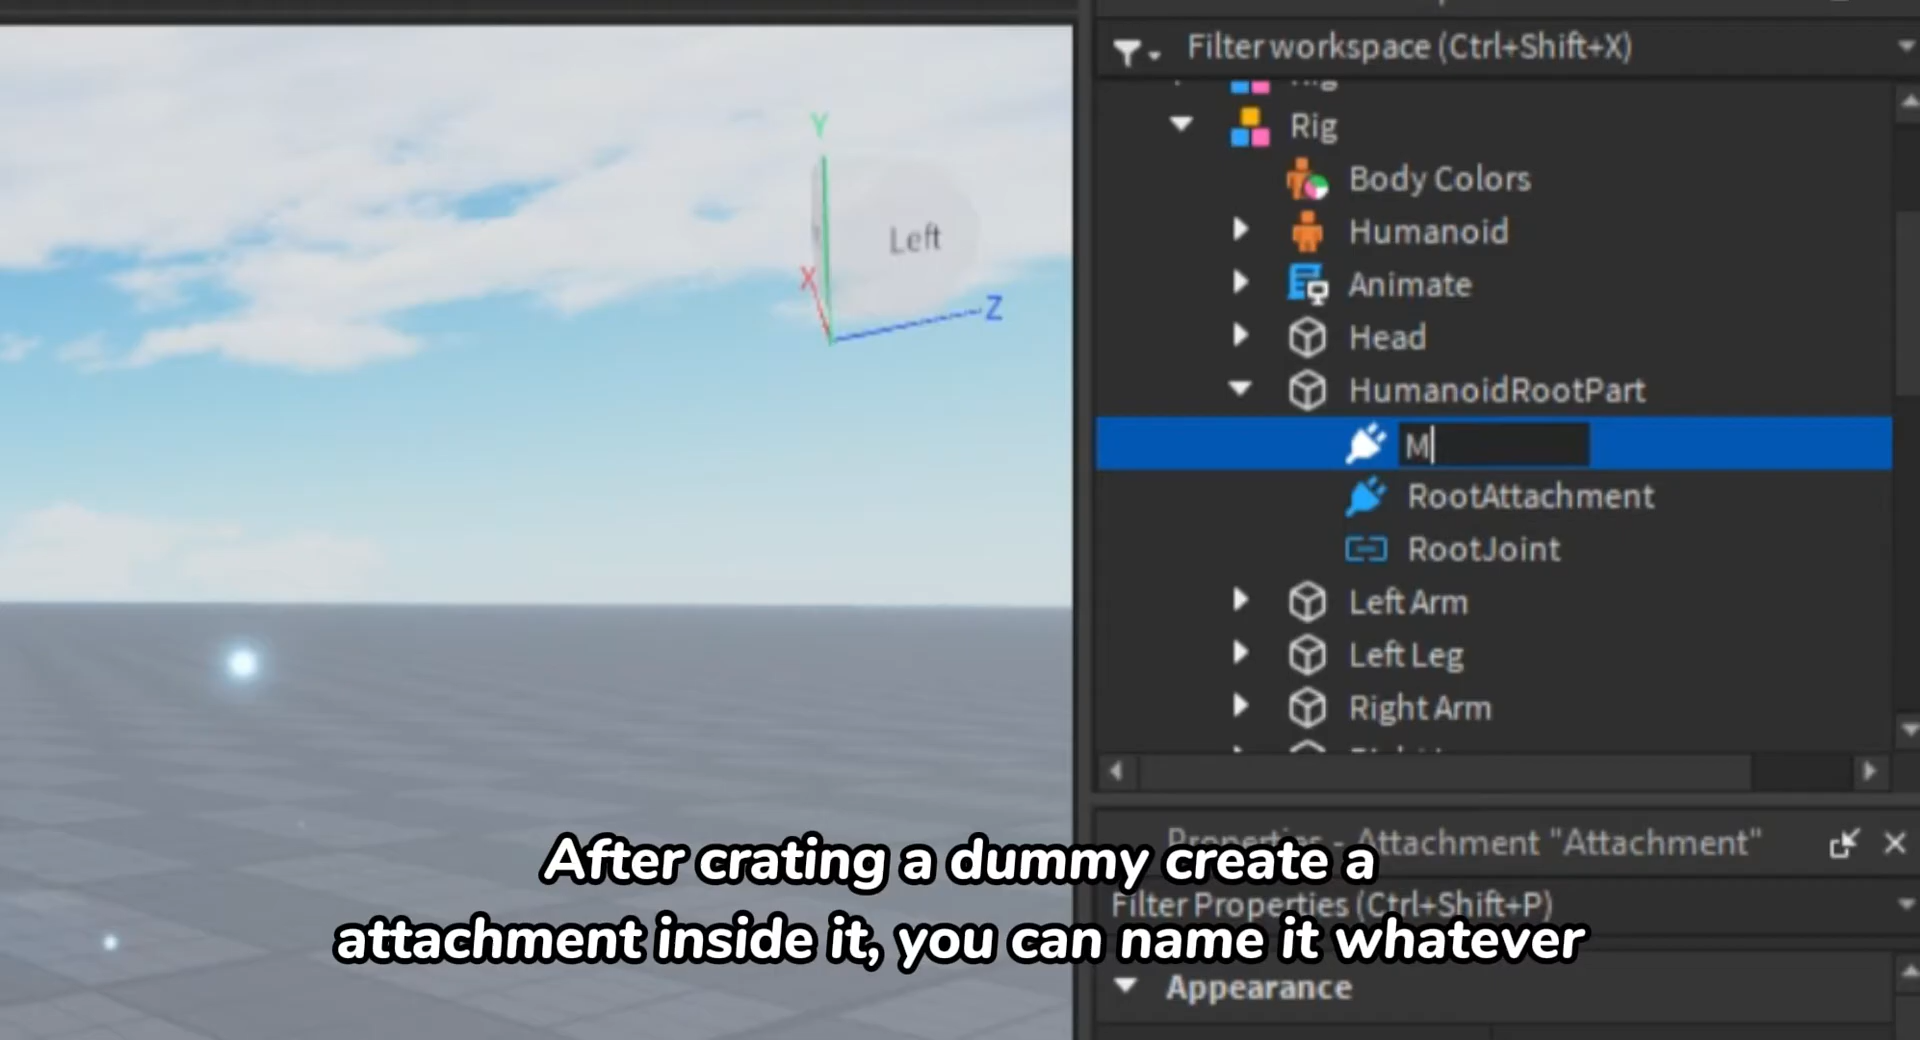 Filter workspace (Ctrl+Shift+X)
Rig
Rig
Body Colors
Humanoid
Animate
Head
HumanoidRootPart
M
RootAttachment
RootJoint
Left Arm
Left Leg
Right Arm
Y
Left
X
Z
Properties - Attachment "Attachment"
Filter Properties (Ctrl+Shift+P)
Appearance
After crating a dummy create a
attachment inside it, you can name it whatever